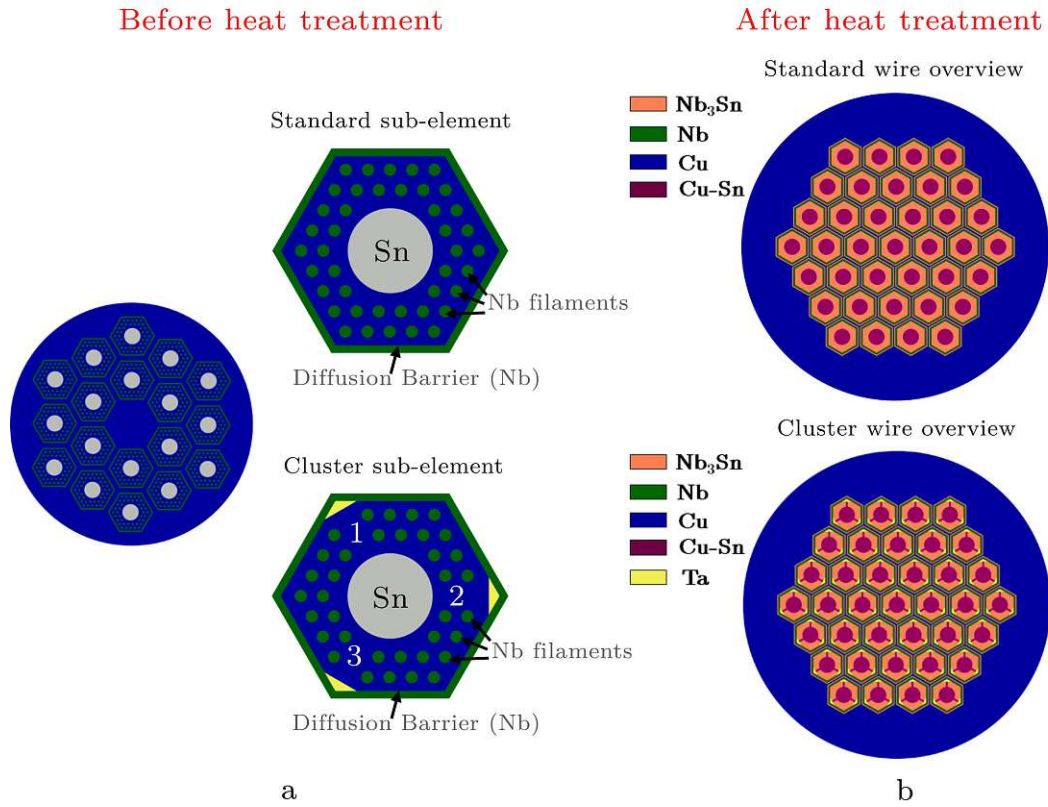 Before heat treatment
After heat treatment
Standard sub-element
Sn
Nb filaments
Diffusion Barrier (Nb)
Cluster sub-element
1
2
3
Sn
Nb filaments
Diffusion Barrier (Nb)
a
Standard wire overview
Nb₃Sn
Nb
Cu
Cu-Sn
Cluster wire overview
Nb₃Sn
Nb
Cu
Cu-Sn
Ta
b